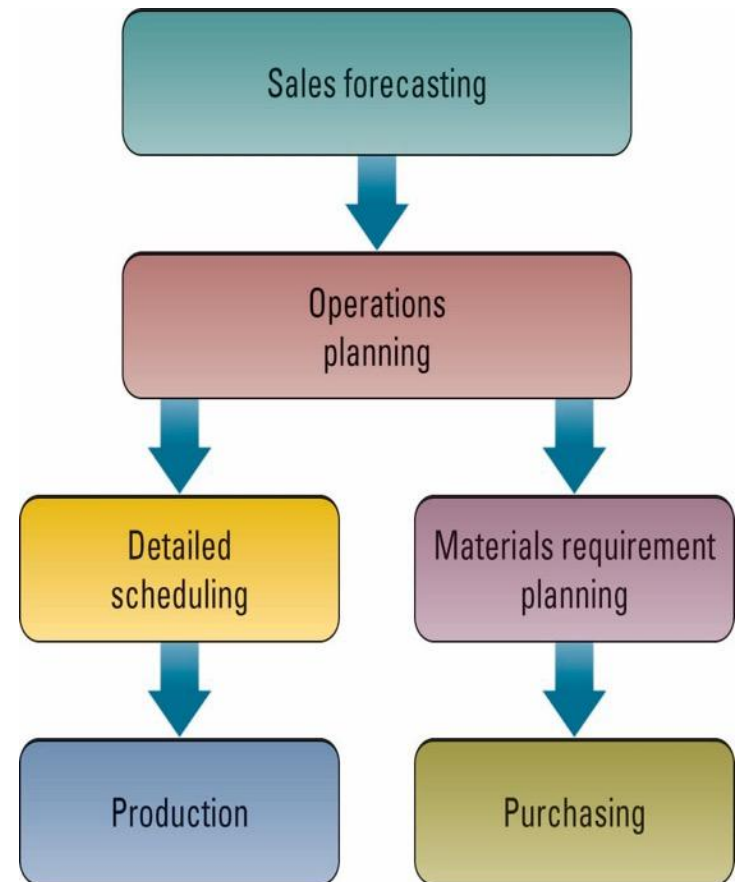 Sales forecasting
Operations
planning
Detailed
scheduling
Materials requirement
planning
Production
Purchasing